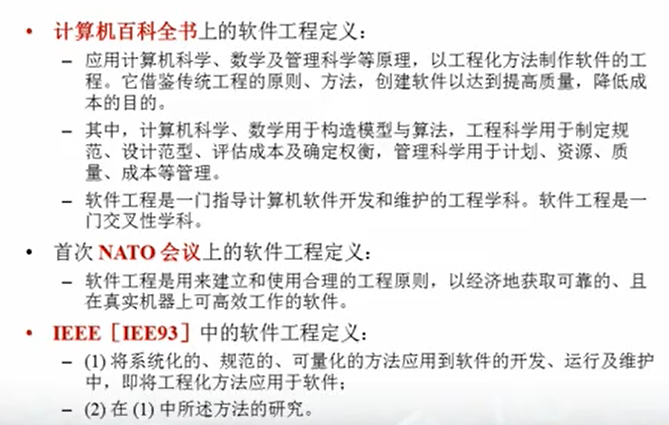 • 计算机百科全书上的软件工程定义：
– 应用计算机科学、数学及管理科学等原理，以工程化方法制作软件的工
程。它借鉴传统工程的原则、方法，创建软件以达到提高质量，降低成
本的目的。
– 其中，计算机科学、数学用于构造模型与算法，工程科学用于制定规
范、设计范型、评估成本及确定权衡，管理科学用于计划、资源、质
量、成本等管理。
– 软件工程是一门指导计算机软件开发和维护的工程学科。软件工程是一
门交叉性学科。
• 首次 NATO 会议上的软件工程定义：
– 软件工程是用来建立和使用合理的工程原则，以经济地获取可靠的、且
在真实机器上可高效工作的软件。
• IEEE［IEE93］中的软件工程定义：
– (1) 将系统化的、规范的、可量化的方法应用到软件的开发、运行及维护
中，即将工程化方法应用于软件；
– (2) 在 (1) 中所述方法的研究。